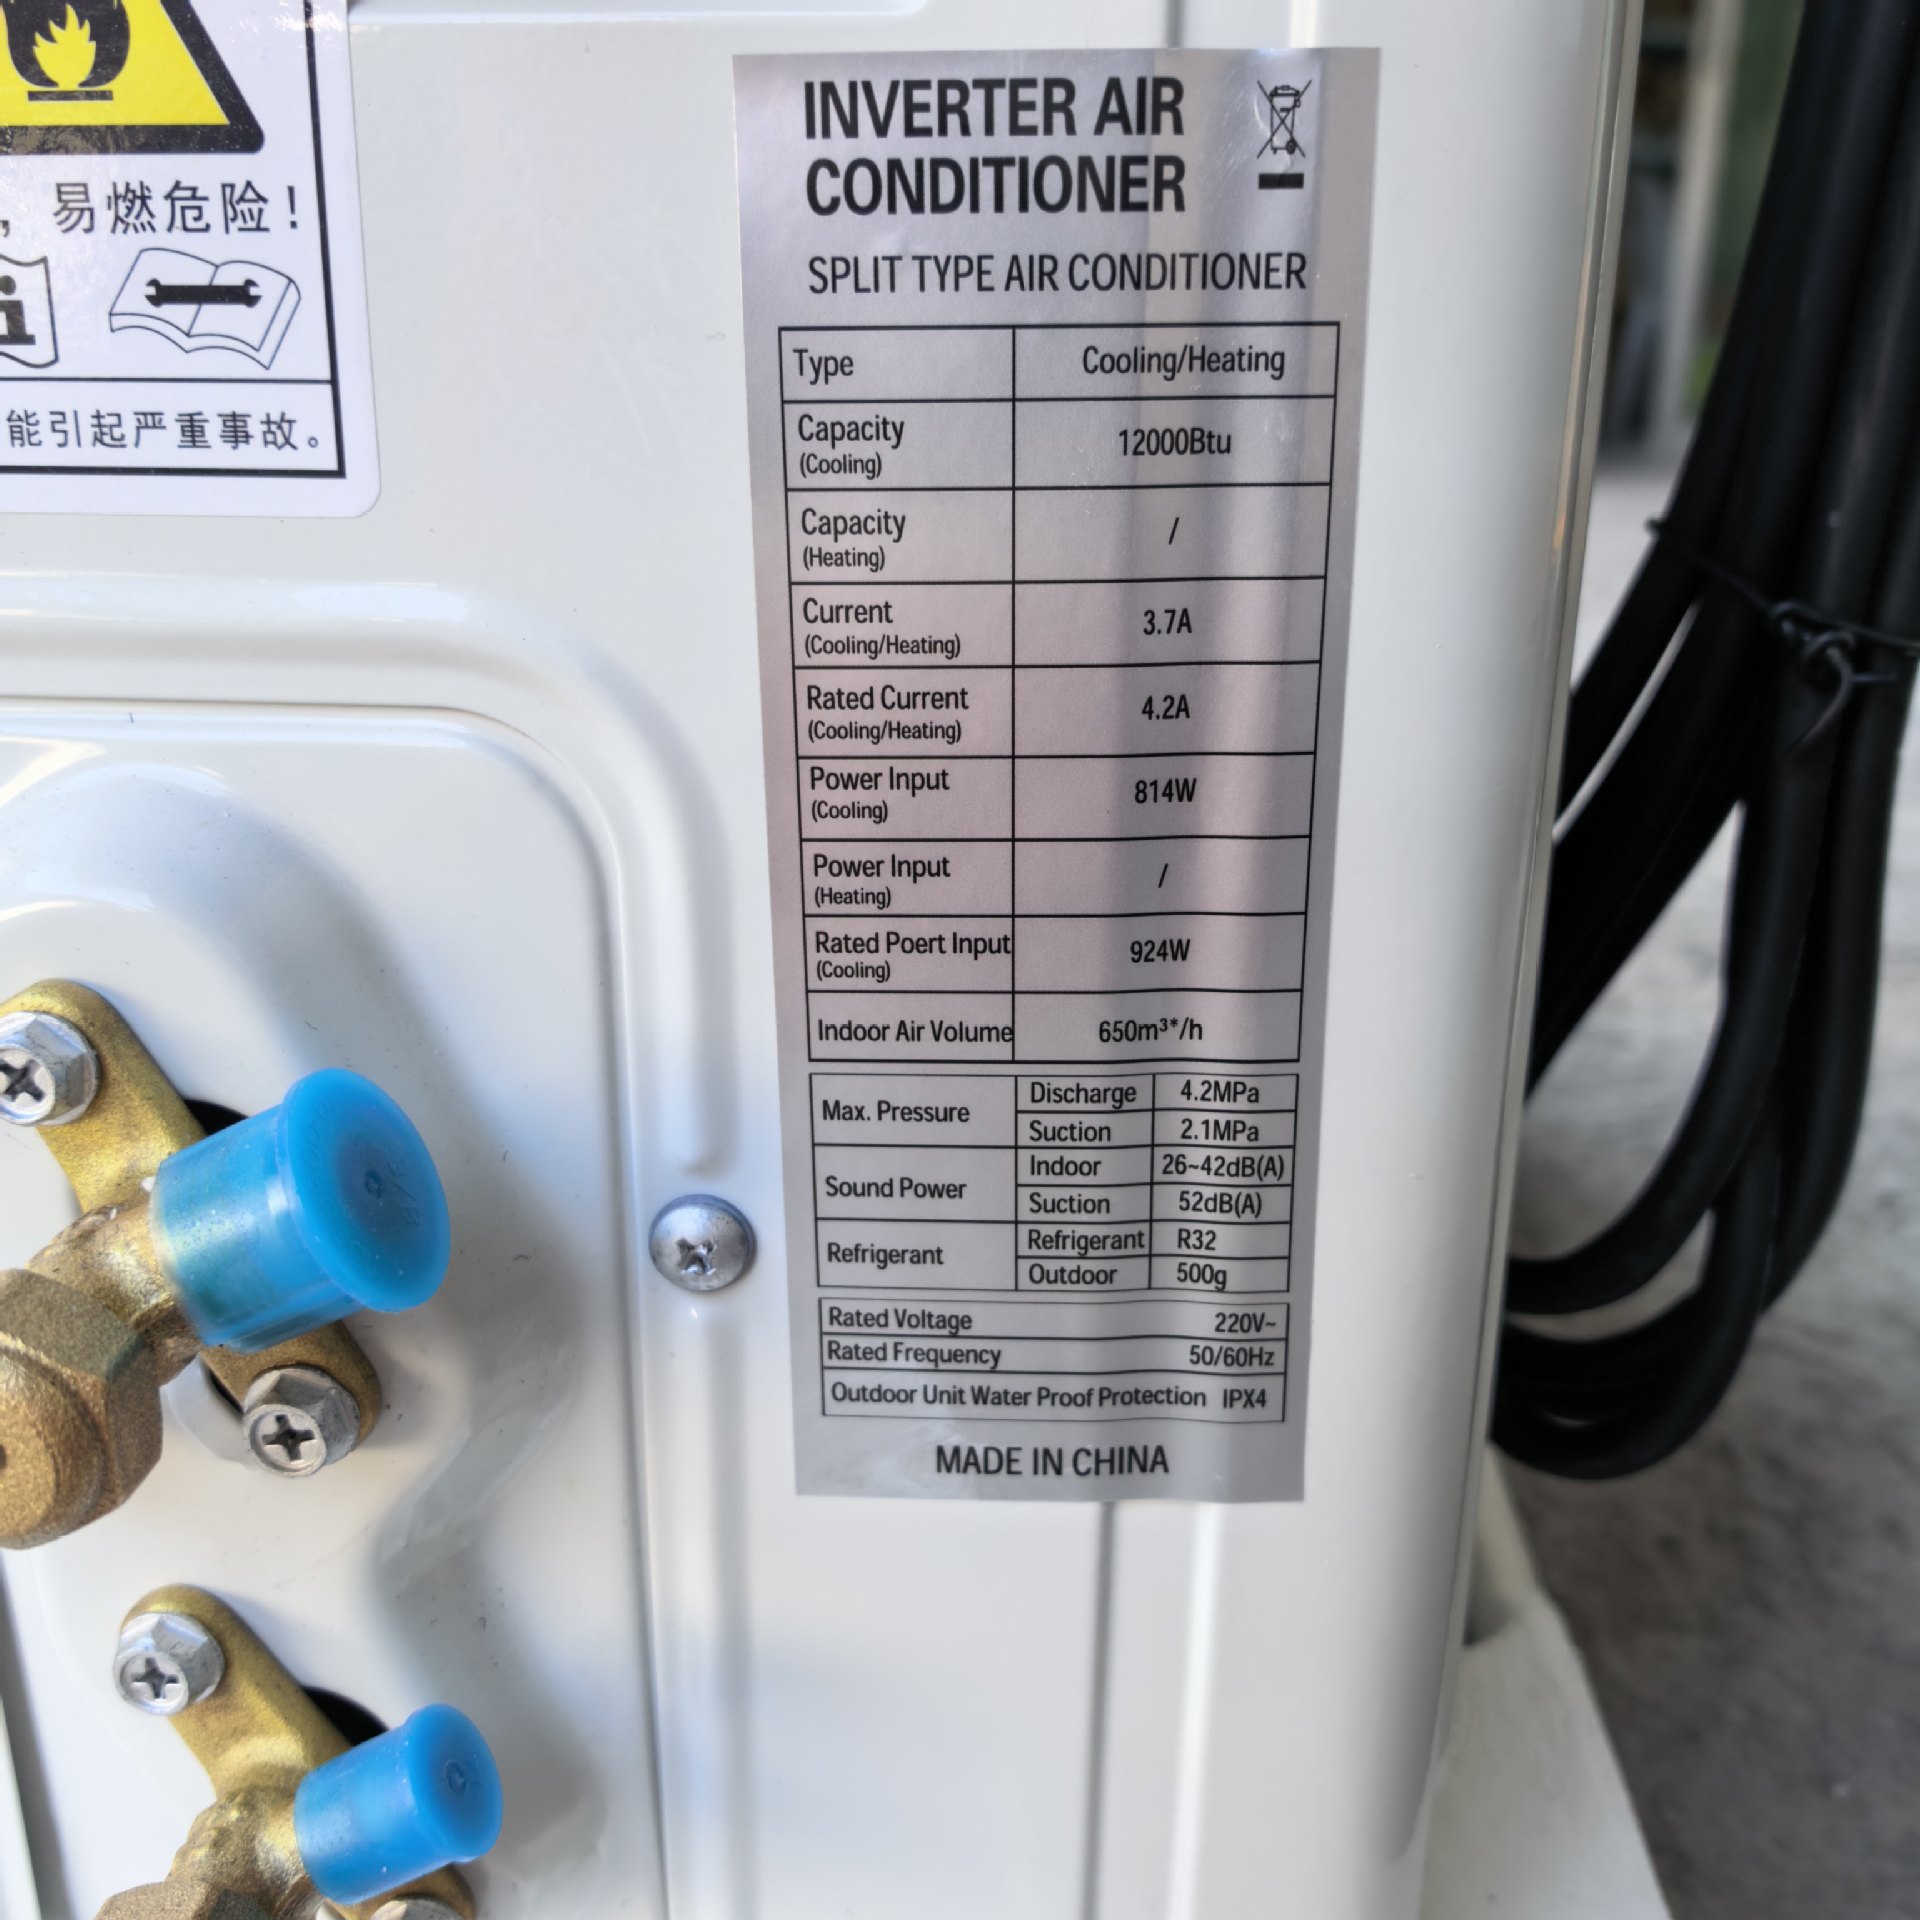 ，易燃危险！
能引起严重事故。
INVERTER AIR
CONDITIONER
SPLIT TYPE AIR CONDITIONER
Type Cooling/Heating
Capacity
(Cooling) 12000Btu
Capacity
(Heating) /
Current
(Cooling/Heating) 3.7A
Rated Current
(Cooling/Heating) 4.2A
Power Input
(Cooling) 814W
Power Input
(Heating) /
Rated Poert Input
(Cooling) 924W
Indoor Air Volume 650m³*/h
Max. Pressure Discharge 4.2MPa
Suction 2.1MPa
Sound Power Indoor 26~42dB(A)
Suction 52dB(A)
Refrigerant Refrigerant R32
Outdoor 500g
Rated Voltage 220V~
Rated Frequency 50/60Hz
Outdoor Unit Water Proof Protection IPX4
MADE IN CHINA